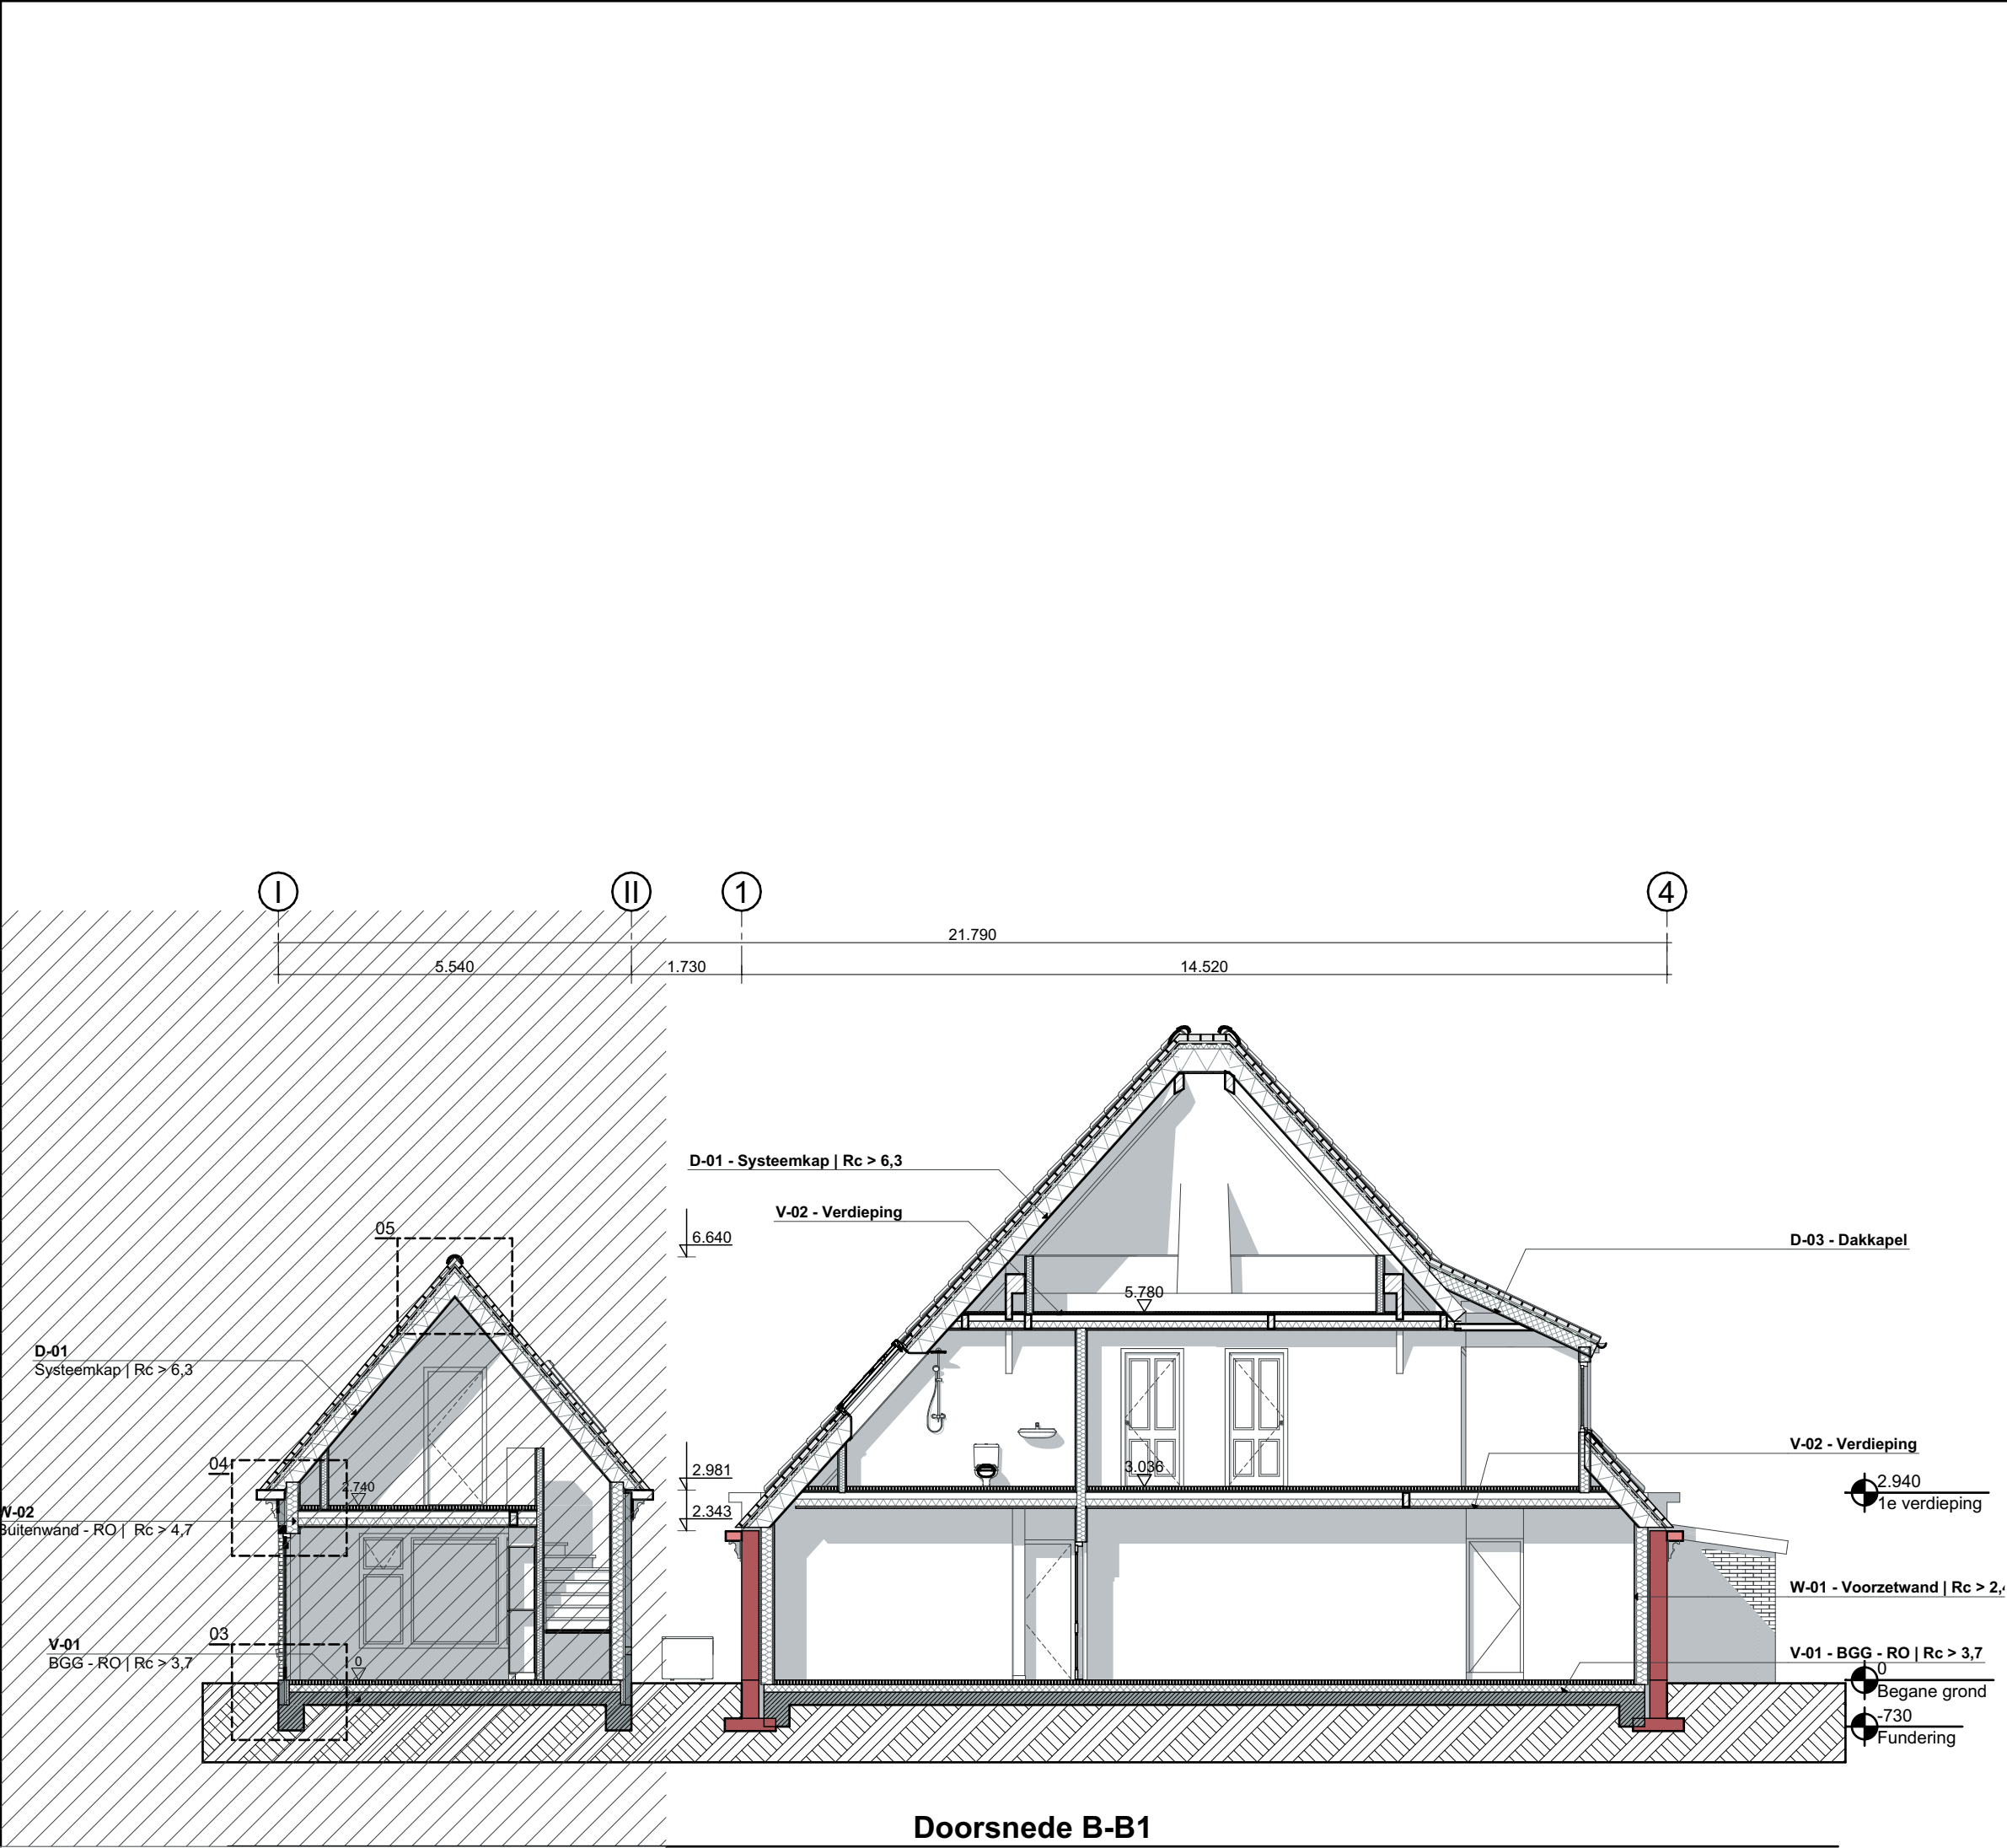 I
II
1
4
21.790
5.540
1.730
14.520
D-01 - Systeemkap | Rc > 6,3
V-02 - Verdieping
05
6.640
D-03 - Dakkapel
5.780
D-01
Systeemkap | Rc > 6,3
V-02 - Verdieping
04
2.981
3.036
2.740
2.940
1e verdieping
W-02
Buitenwand - RO | Rc > 4,7
2.343
W-01 - Voorzetwand | Rc > 2,
03
V-01
BGG - RO | Rc > 3,7
0
V-01 - BGG - RO | Rc > 3,7
0
Begane grond
-730
Fundering
Doorsnede B-B1